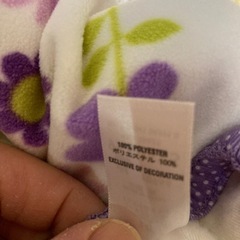 100% POLYESTER
ポリエステル 100%
EXCLUSIVE OF DECORATION